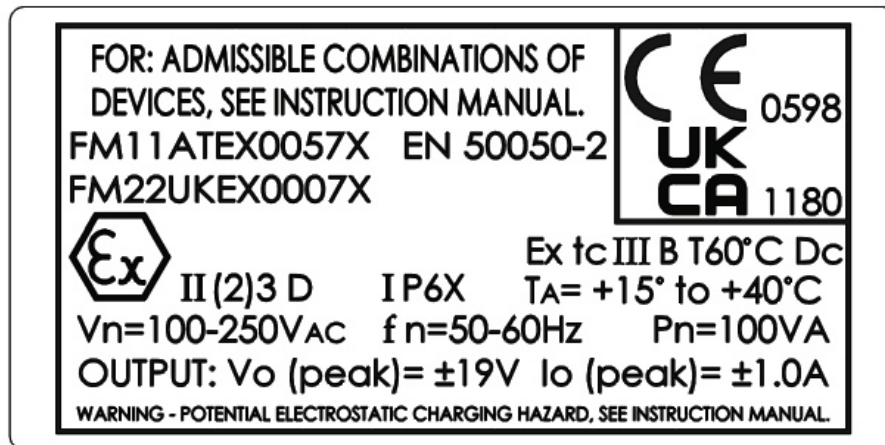 FOR: ADMISSIBLE COMBINATIONS OF
DEVICES, SEE INSTRUCTION MANUAL.
FM11ATEX0057X EN 50050-2
FM22UKEX0007X
CE 0598
UK
CA 1180
Ex tc III B T60°C Dc
Ex II (2)3 D IP6X TA= +15° to +40°C
Vn=100-250VAC f n=50-60Hz Pn=100VA
OUTPUT: Vo (peak)= ±19V Io (peak)= ±1.0A
WARNING - POTENTIAL ELECTROSTATIC CHARGING HAZARD, SEE INSTRUCTION MANUAL.